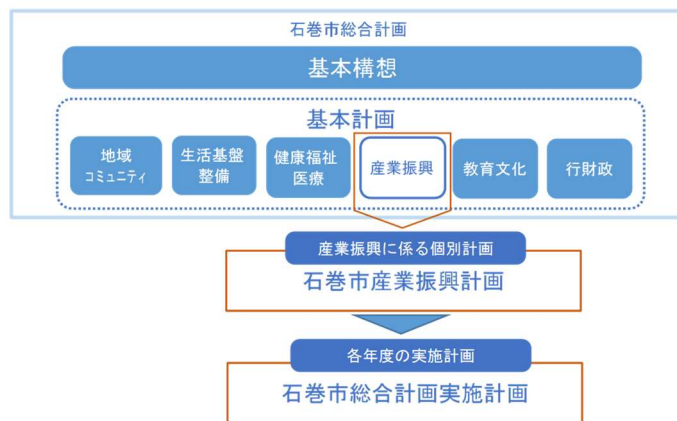 石巻市総合計画
基本構想
基本計画
地域
コミュニティ
生活基盤
整備
健康福祉
医療
産業振興
教育文化
行財政
産業振興に係る個別計画
石巻市産業振興計画
各年度の実施計画
石巻市総合計画実施計画